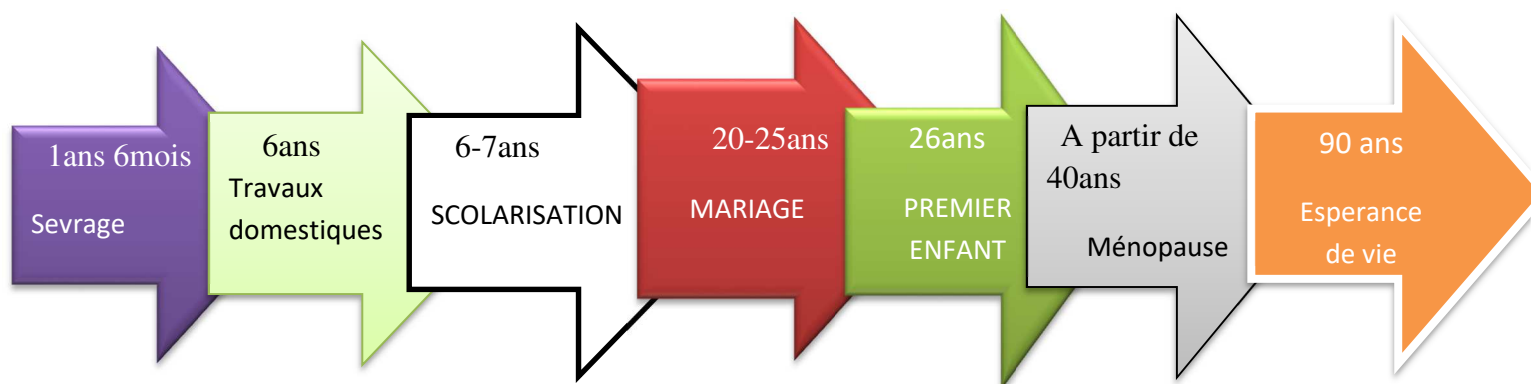 1ans 6mois
Sevrage
6ans
Travaux
domestiques
6-7ans
SCOLARISATION
20-25ans
MARIAGE
26ans
PREMIER
ENFANT
A partir de
40ans
Ménopause
90 ans
Esperance
de vie